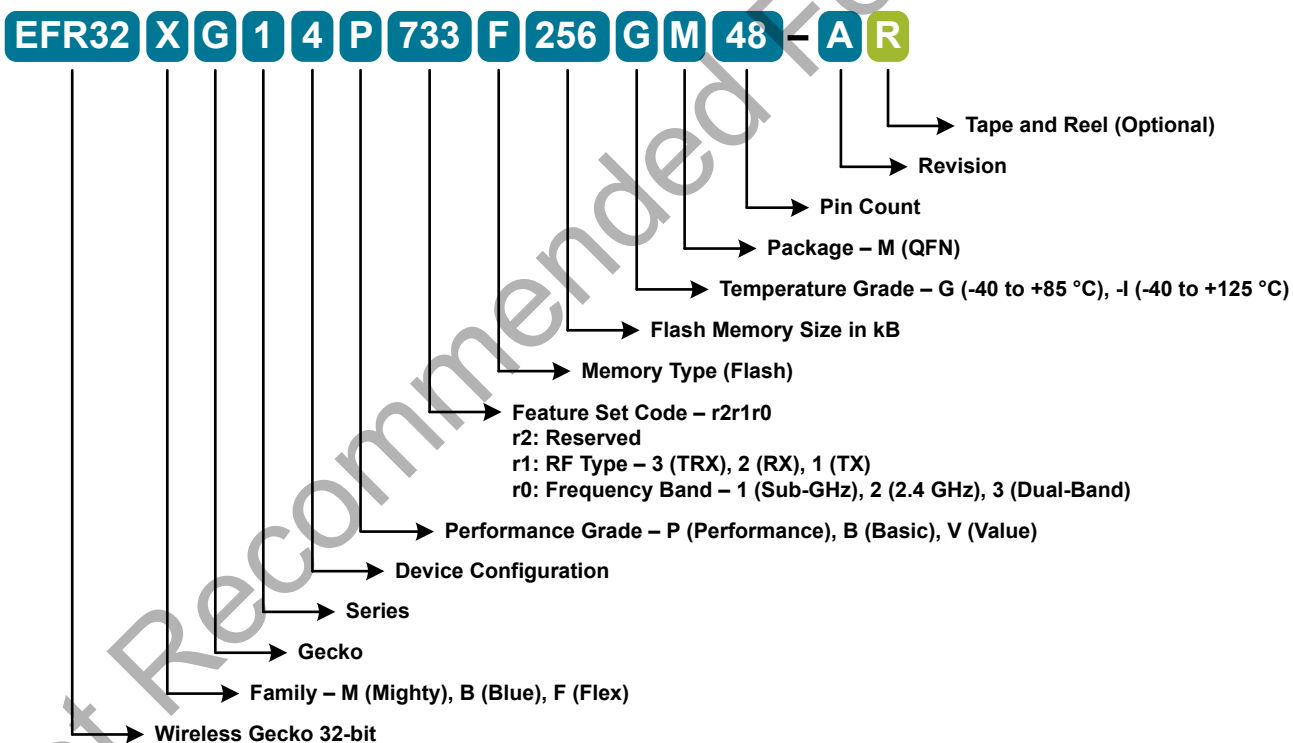 EFR32 X G 1 4 P 733 F 256 G M 48 – A R
Tape and Reel (Optional)
Revision
Pin Count
Package – M (QFN)
Temperature Grade – G (-40 to +85 °C), -I (-40 to +125 °C)
Flash Memory Size in kB
Memory Type (Flash)
Feature Set Code – r2r1r0
r2: Reserved
r1: RF Type – 3 (TRX), 2 (RX), 1 (TX)
r0: Frequency Band – 1 (Sub-GHz), 2 (2.4 GHz), 3 (Dual-Band)
Performance Grade – P (Performance), B (Basic), V (Value)
Device Configuration
Series
Gecko
Family – M (Mighty), B (Blue), F (Flex)
Wireless Gecko 32-bit
Recommended